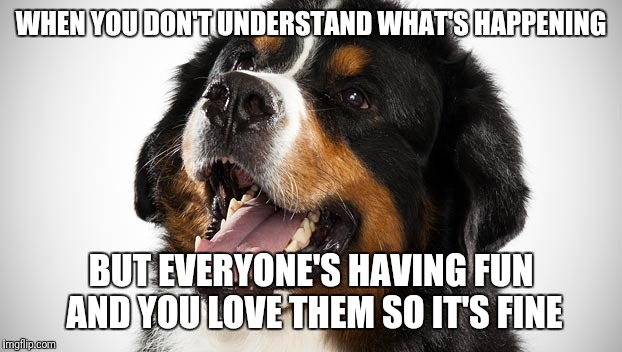 WHEN YOU DON'T UNDERSTAND WHAT'S HAPPENING
BUT EVERYONE'S HAVING FUN
AND YOU LOVE THEM SO IT'S FINE
imgflip.com